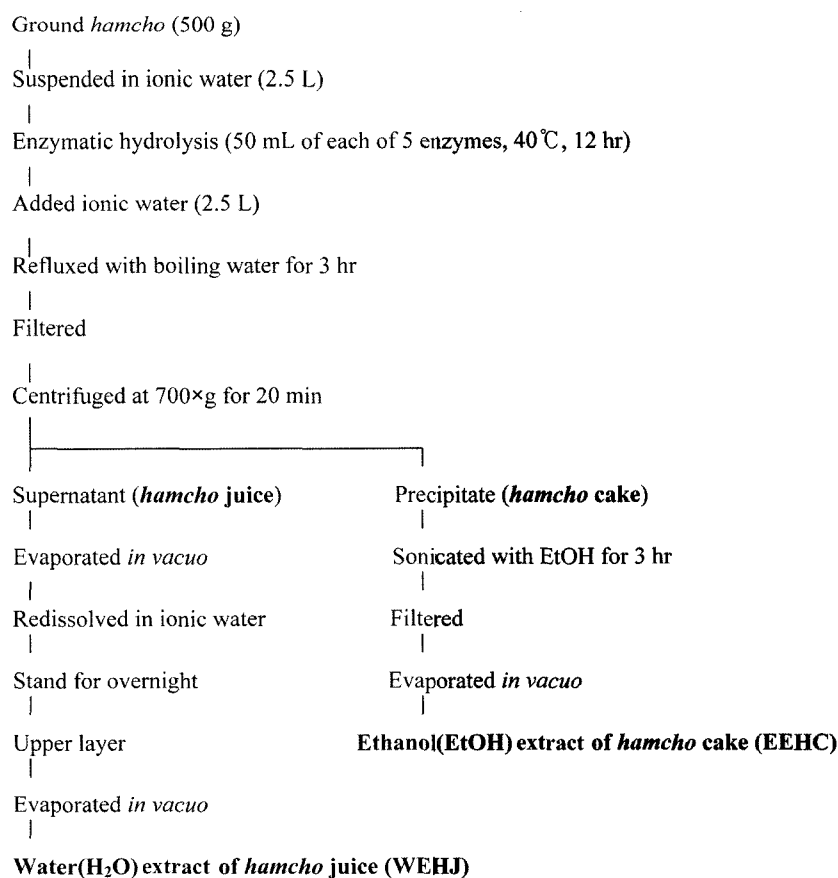 Ground hamcho (500 g)
Suspended in ionic water (2.5 L)
Enzymatic hydrolysis (50 mL of each of 5 enzymes, 40℃, 12 hr)
Added ionic water (2.5 L)
Refluxed with boiling water for 3 hr
Filtered
Centrifuged at 700×g for 20 min
Supernatant (hamcho juice)
Evaporated in vacuo
Redissolved in ionic water
Stand for overnight
Upper layer
Evaporated in vacuo
Water(H₂O) extract of hamcho juice (WEHJ)
Precipitate (hamcho cake)
Sonicated with EtOH for 3 hr
Filtered
Evaporated in vacuo
Ethanol(EtOH) extract of hamcho cake (EEHC)